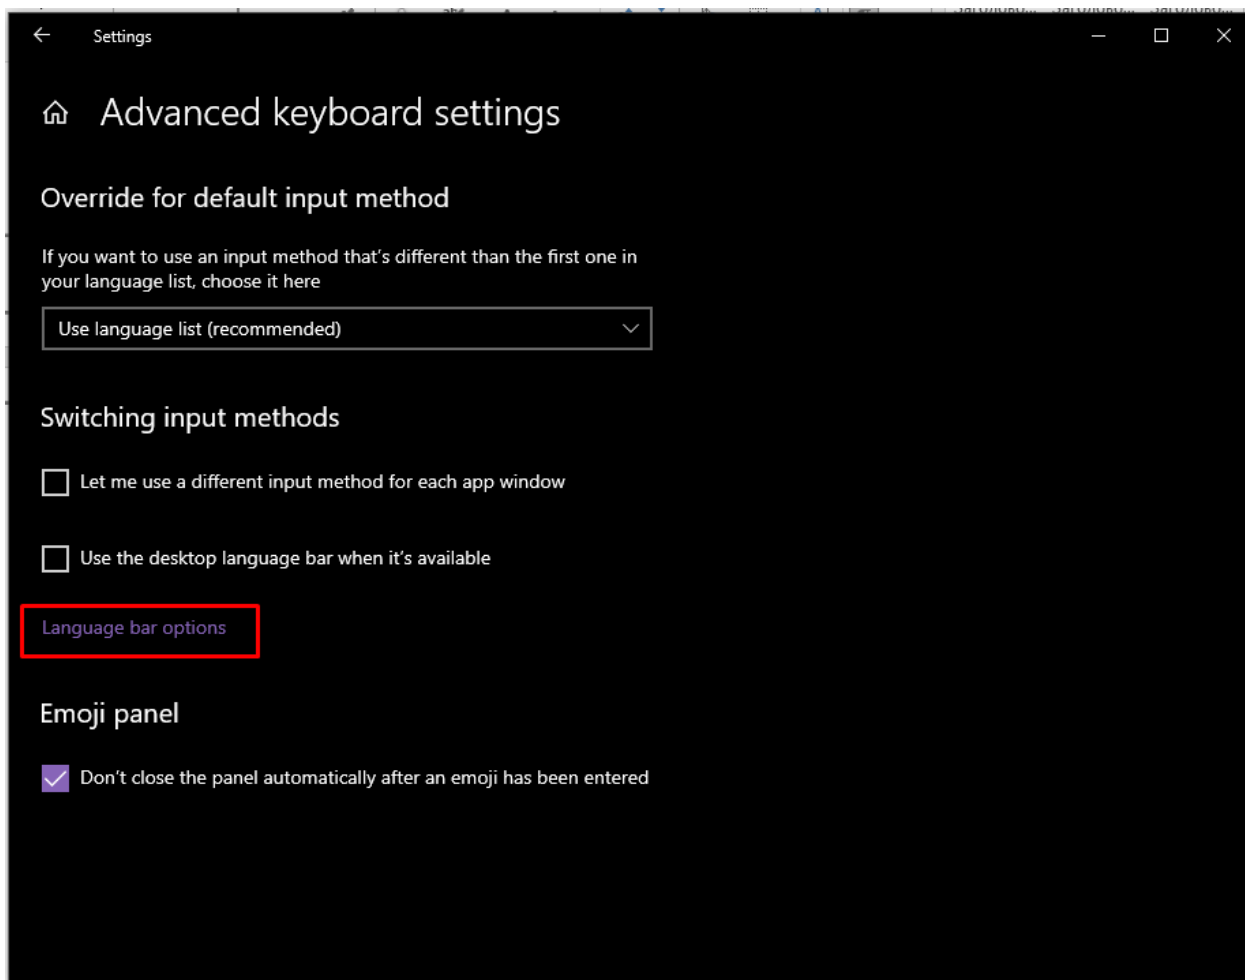 Settings
Advanced keyboard settings
Override for default input method
If you want to use an input method that's different than the first one in
your language list, choose it here
Use language list (recommended)
Switching input methods
Let me use a different input method for each app window
Use the desktop language bar when it's available
Language bar options
Emoji panel
Don't close the panel automatically after an emoji has been entered